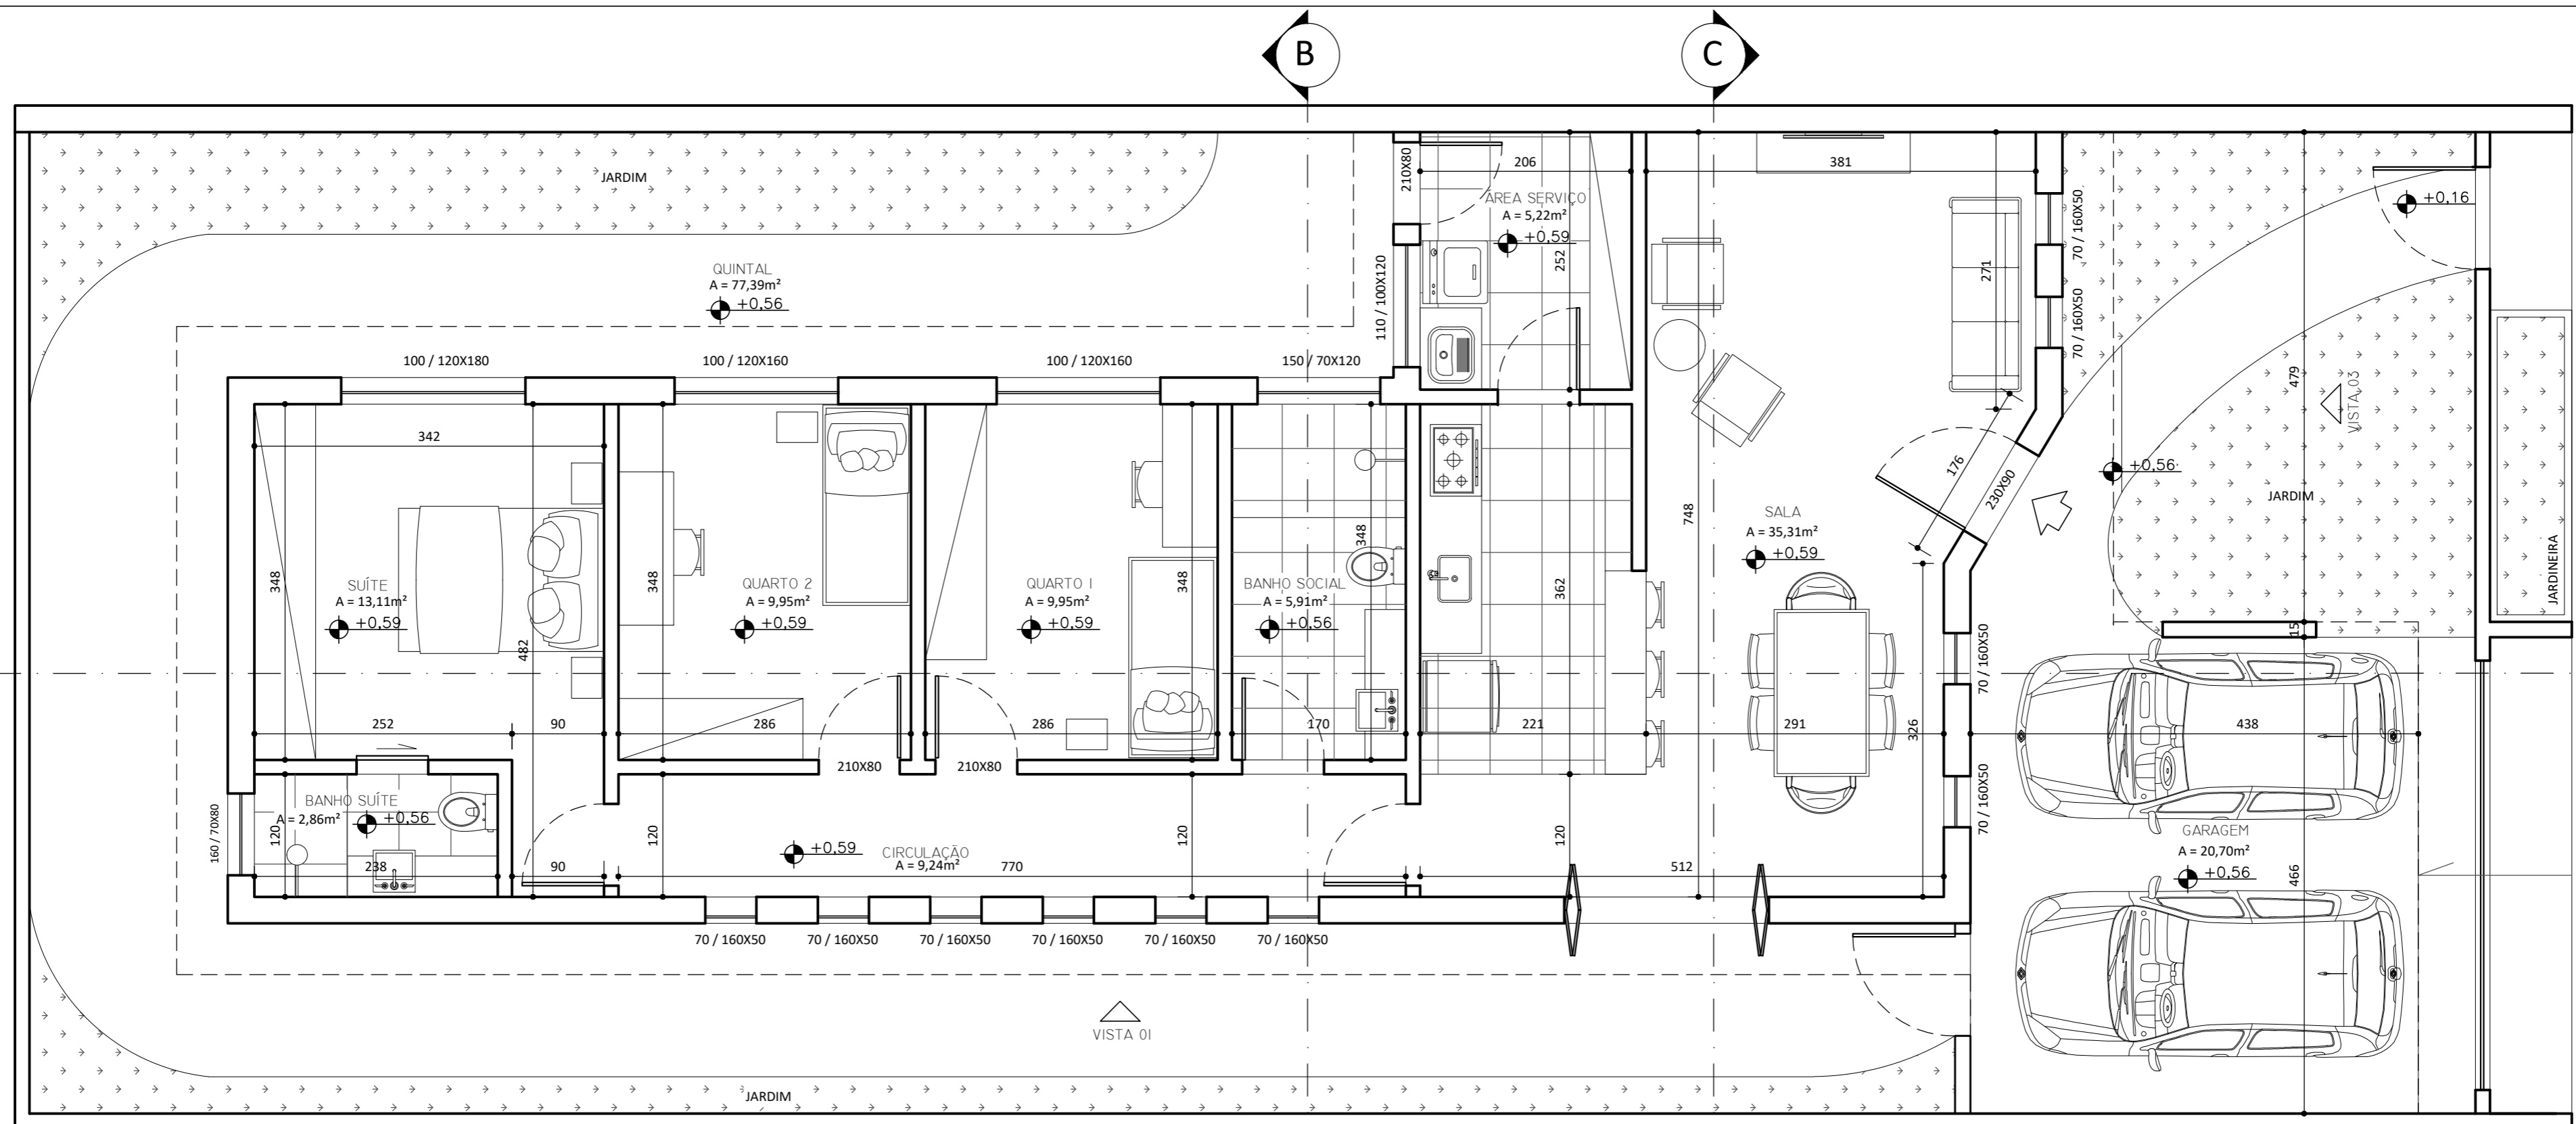 B
C
JARDIM
210X80
206
381
+0,16
ÁREA SERVIÇO
A = 5,22m²
+0,59
70 / 160X50
252
271
QUINTAL
A = 77,39m²
+0,56
110 / 100X120
70 / 160X50
100 / 120X180
100 / 120X160
100 / 120X160
150 / 70X120
479
VISTA 03
342
176
+0,56
230X90
JARDIM
748
SALA
A = 35,31m²
+0,59
348
JARDINEIRA
348
SUÍTE
A = 13,11m²
+0,59
348
QUARTO 2
A = 9,95m²
+0,59
QUARTO 1
A = 9,95m²
+0,59
348
BANHO SOCIAL
A = 5,91m²
+0,56
362
15
482
70 / 160X50
252
90
286
286
170
221
291
326
438
210X80
210X80
160 / 70X80
BANHO SUÍTE
A = 2,86m²
+0,56
120
120
120
120
70 / 160X50
GARAGEM
A = 20,70m²
+0,56
+0,59
CIRCULAÇÃO
A = 9,24m²
238
90
770
512
466
70 / 160X50
70 / 160X50
70 / 160X50
70 / 160X50
70 / 160X50
70 / 160X50
VISTA 01
JARDIM